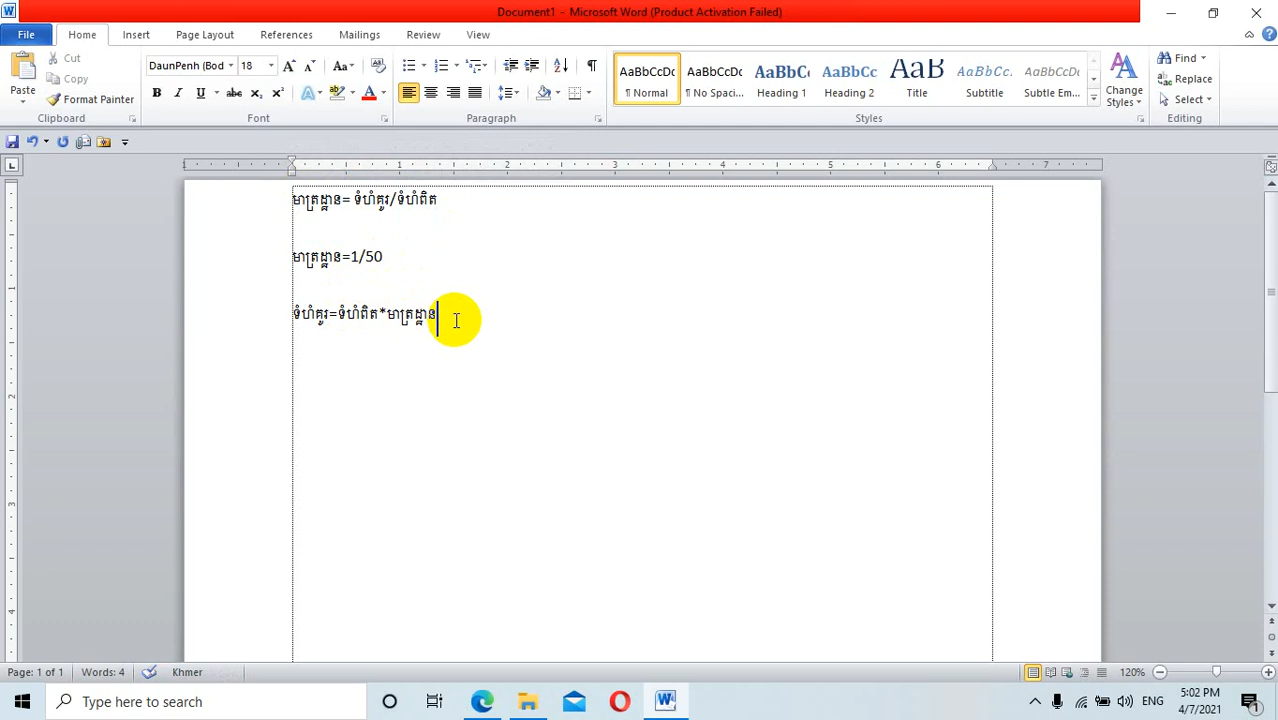 Document1 - Microsoft Word (Product Activation Failed)
File Home Insert Page Layout References Mailings Review View
Paste
Cut
Copy
Format Painter
Clipboard
DaunPenh (Bod 18
Font
Paragraph
AaBbCcDc AaBbCcDc AaBbC AaBbCc AaB AaBbCc. AaBbCcDc
¶ Normal ¶ No Spaci... Heading 1 Heading 2 Title Subtitle Subtle Em...
Styles
Change Styles
Find
Replace
Select
Editing
មាត្រដ្ឋាន= ទំហំគូរ/ទំហំពិត
មាត្រដ្ឋាន=1/50
ទំហំគូរ=ទំហំពិត*មាត្រដ្ឋាន
Page: 1 of 1 Words: 4 Khmer 120%
Type here to search
ENG
5:02 PM
4/7/2021